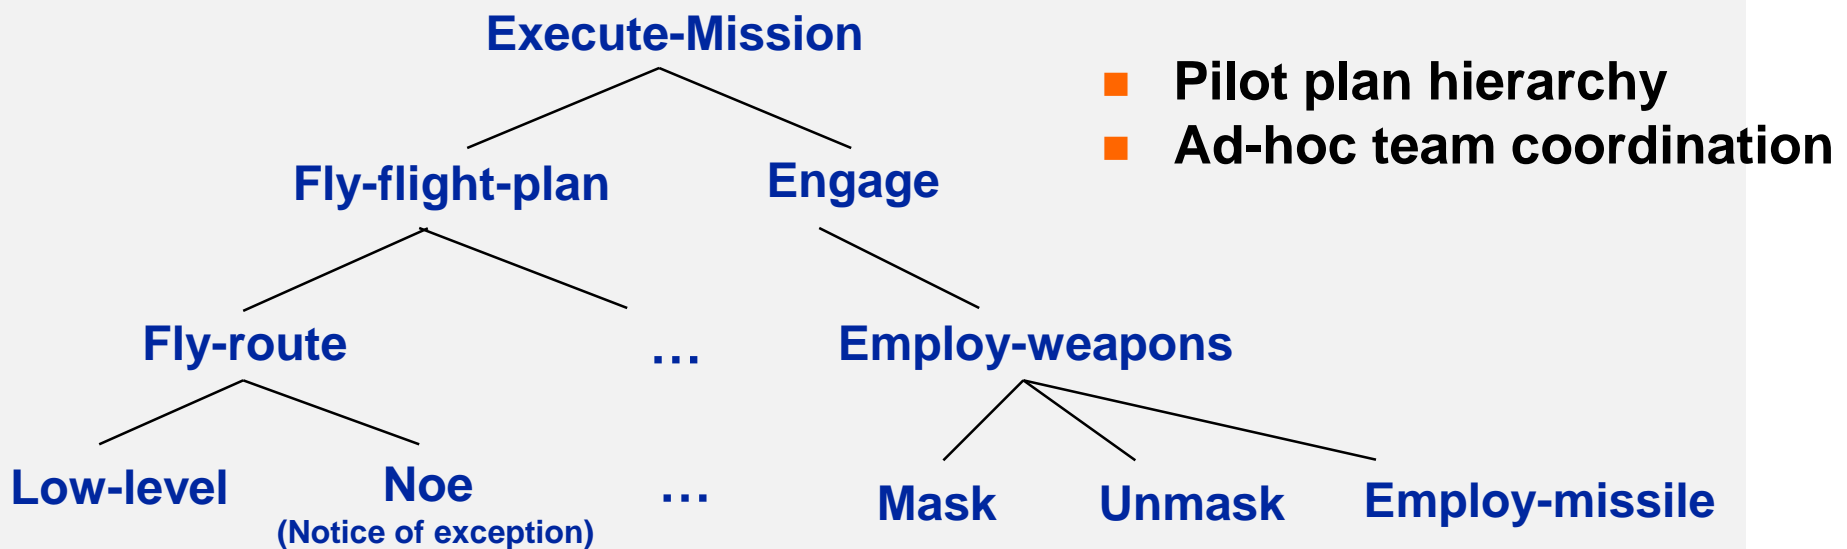 Execute-Mission
■ Pilot plan hierarchy
■ Ad-hoc team coordination
Fly-flight-plan
Engage
Fly-route
…
Employ-weapons
Low-level
Noe
(Notice of exception)
…
Mask
Unmask
Employ-missile